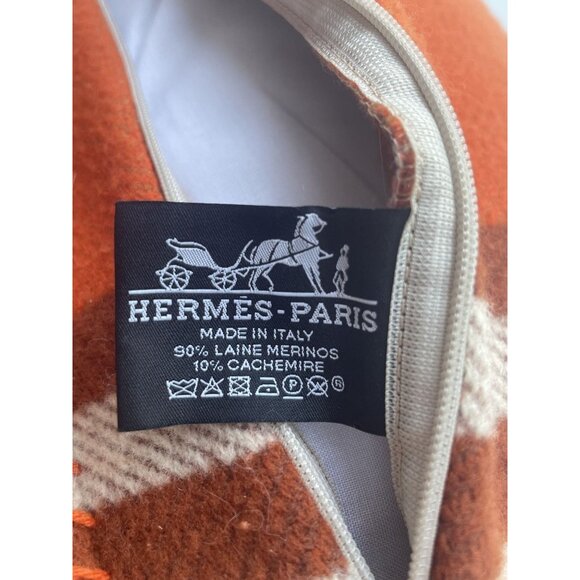 HERMÈS-PARIS
MADE IN ITALY
90% LAINE MERINOS
10% CACHEMIRE
P ®